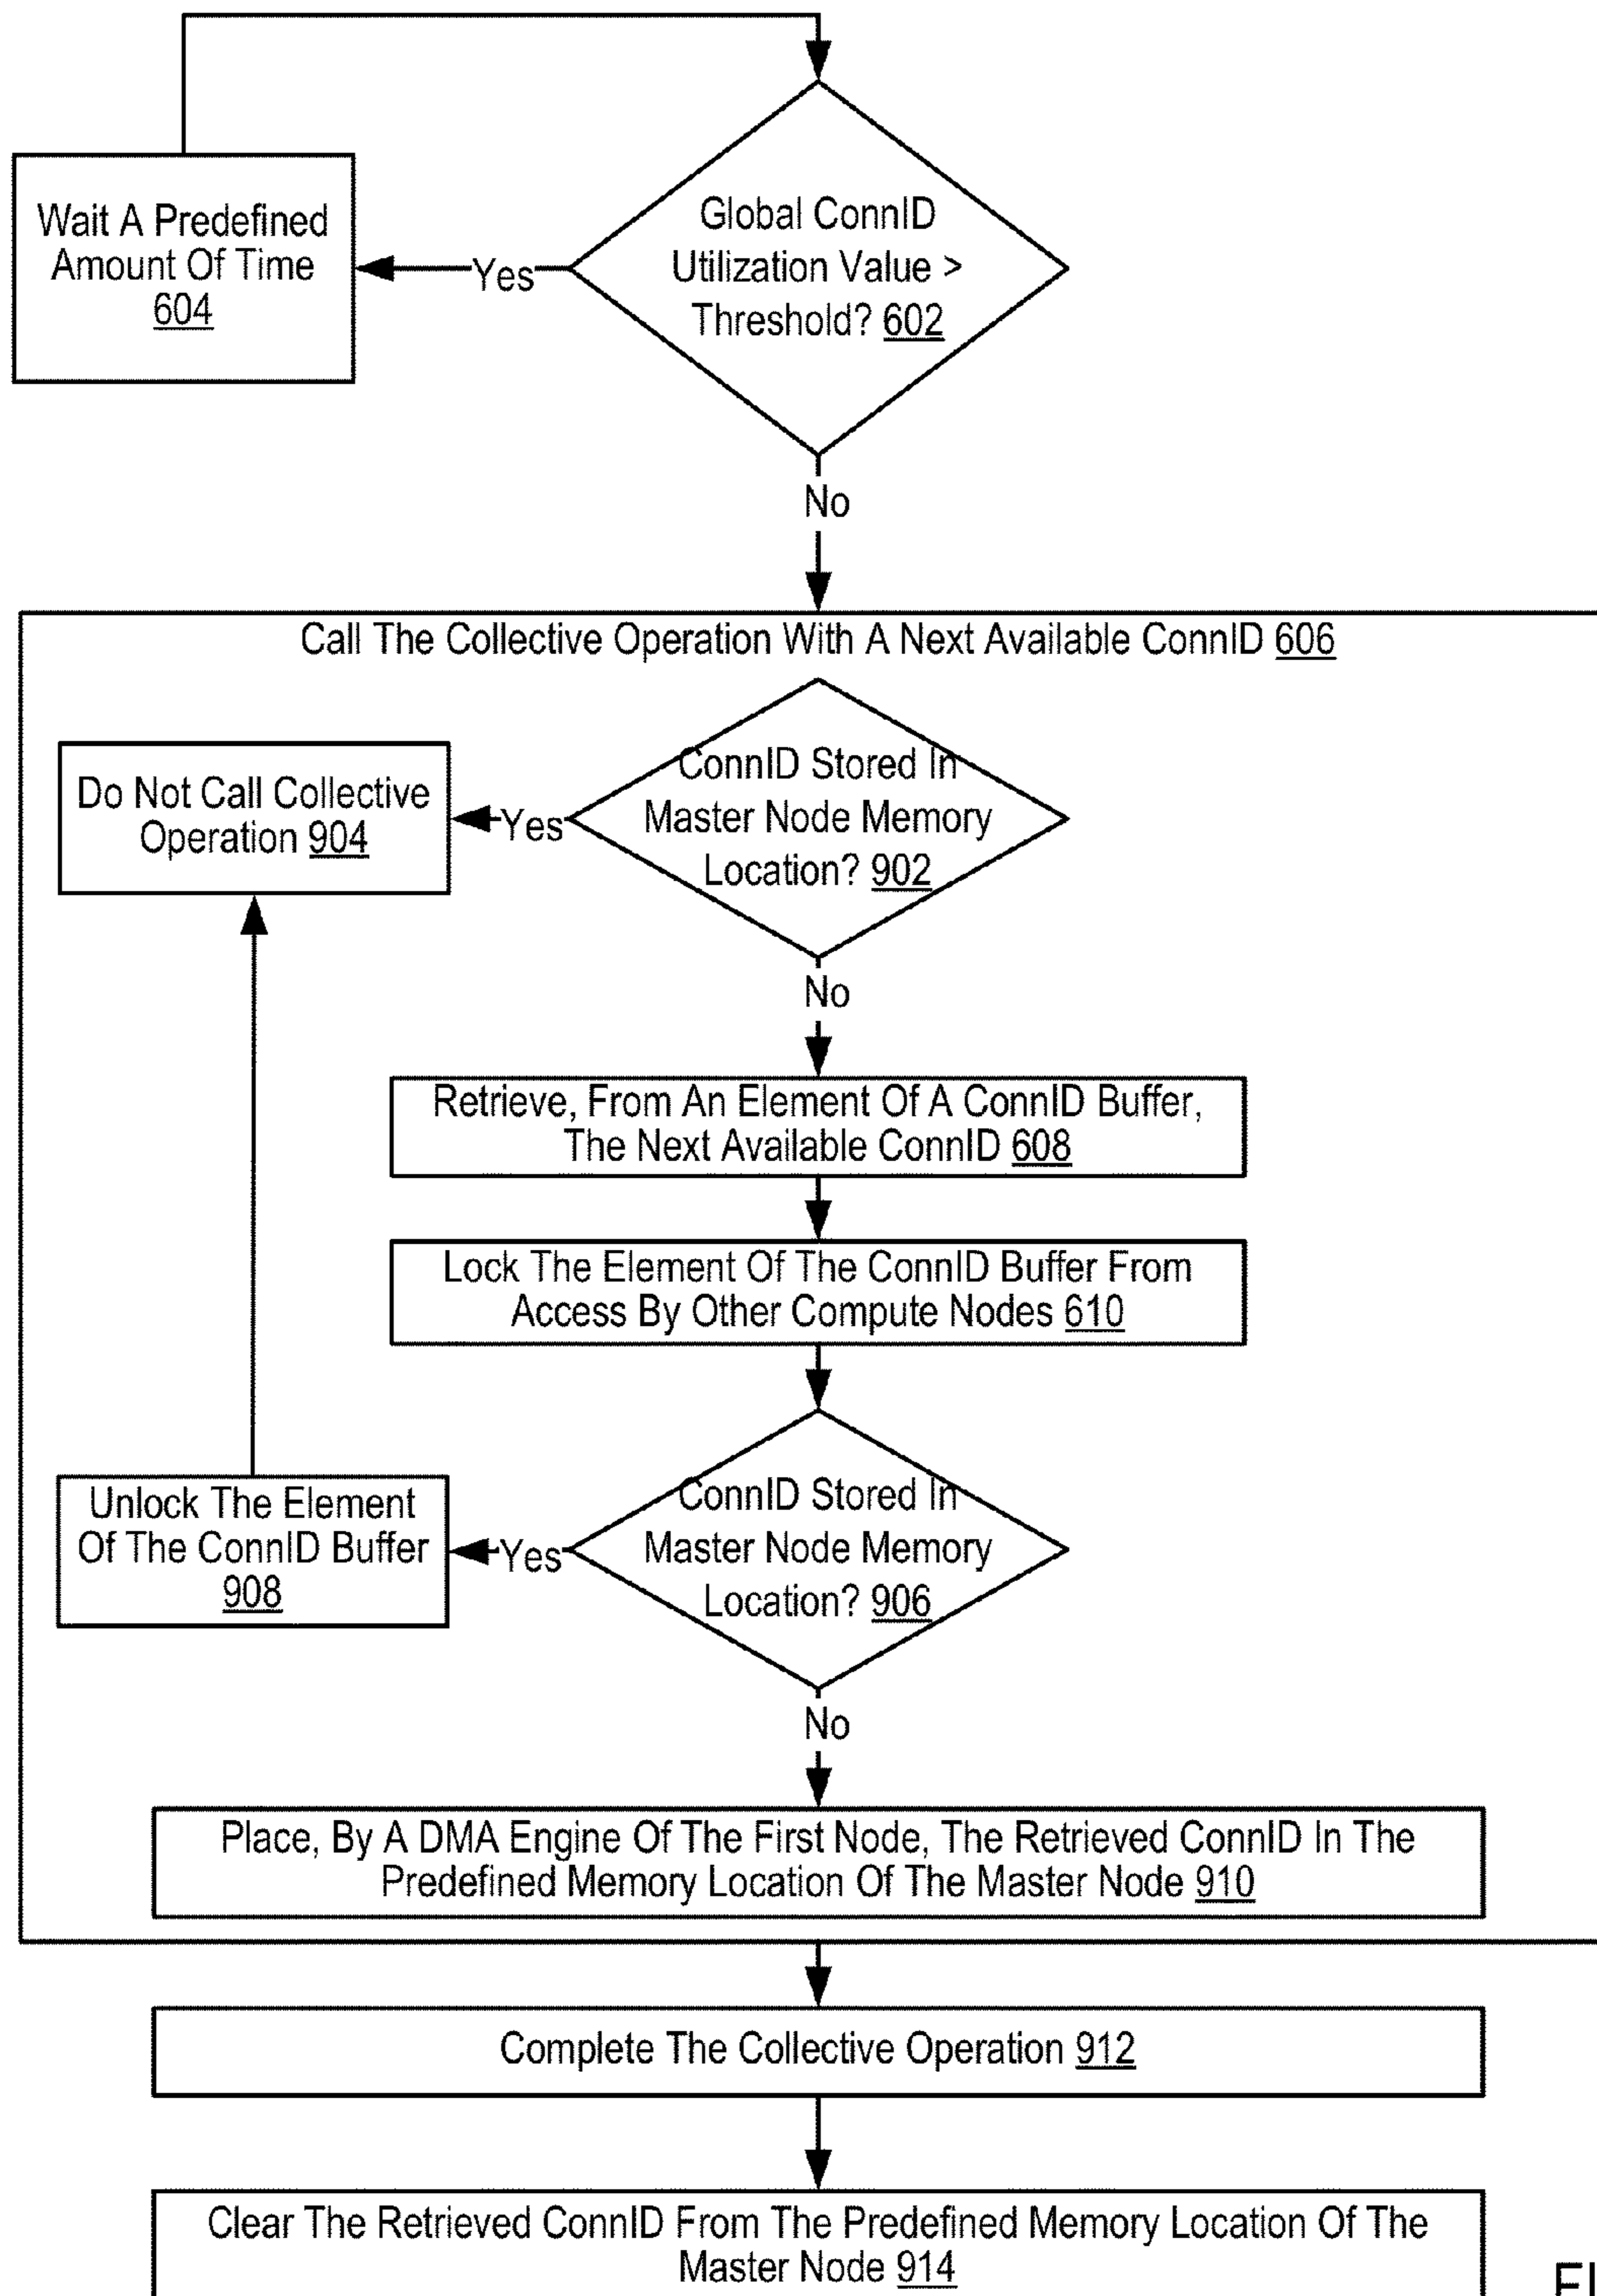 Global ConnID
Utilization Value >
Threshold? 602
Wait A Predefined
Amount Of Time
604
Yes
No
Call The Collective Operation With A Next Available ConnID 606
ConnID Stored In
Master Node Memory
Location? 902
Do Not Call Collective
Operation 904
Yes
No
Retrieve, From An Element Of A ConnID Buffer,
The Next Available ConnID 608
Lock The Element Of The ConnID Buffer From
Access By Other Compute Nodes 610
ConnID Stored In
Master Node Memory
Location? 906
Unlock The Element
Of The ConnID Buffer
908
Yes
No
Place, By A DMA Engine Of The First Node, The Retrieved ConnID In The
Predefined Memory Location Of The Master Node 910
Complete The Collective Operation 912
Clear The Retrieved ConnID From The Predefined Memory Location Of The
Master Node 914